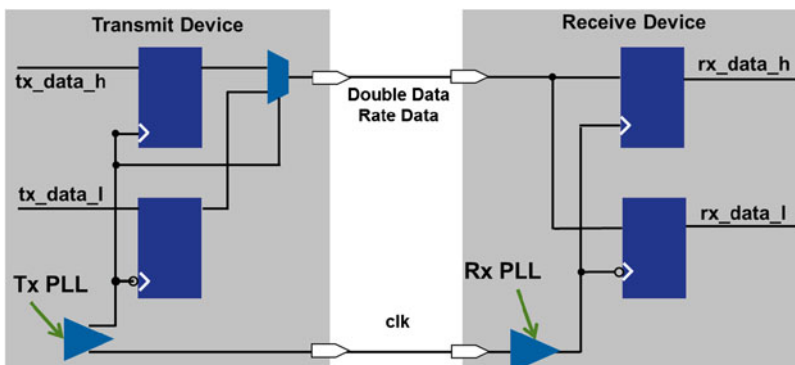 Transmit Device
Receive Device
tx_data_h
rx_data_h
Double Data
Rate Data
tx_data_l
rx_data_l
Tx PLL
Rx PLL
clk